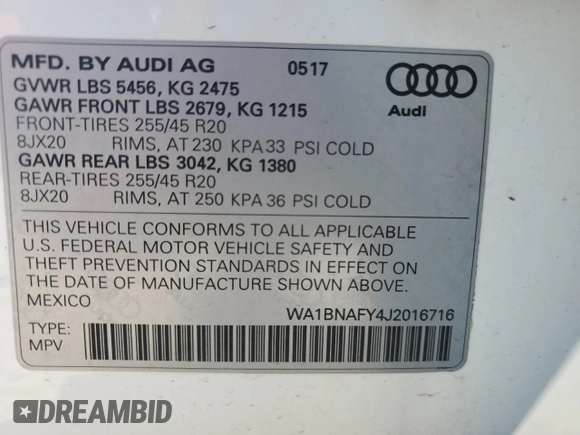 MFD. BY AUDI AG 0517
GVWR LBS 5456, KG 2475
GAWR FRONT LBS 2679, KG 1215
FRONT-TIRES 255/45 R20
8JX20 RIMS, AT 230 KPA 33 PSI COLD
GAWR REAR LBS 3042, KG 1380
REAR-TIRES 255/45 R20
8JX20 RIMS, AT 250 KPA 36 PSI COLD
Audi
THIS VEHICLE CONFORMS TO ALL APPLICABLE
U.S. FEDERAL MOTOR VEHICLE SAFETY AND
THEFT PREVENTION STANDARDS IN EFFECT ON
THE DATE OF MANUFACTURE SHOWN ABOVE.
MEXICO WA1BNAFY4J2016716
TYPE:
MPV
DREAMBID